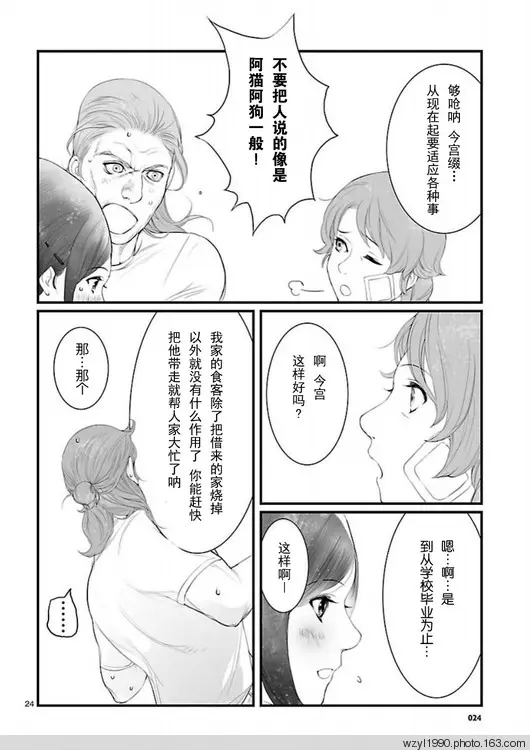 够呛呐 今宫缀…
从现在起要适应各种事
不要把人说的像是
阿猫阿狗一般！
啊 今宫
这样好吗？
我家的食客除了把借来的家烧掉
以外就没有什么作用了 你能赶快
把他带走就帮人家大忙了呐
那…那个
………
嗯…啊…是
到从学校毕业为止…
这样啊—
24
024
wzyl1990.photo.163.com